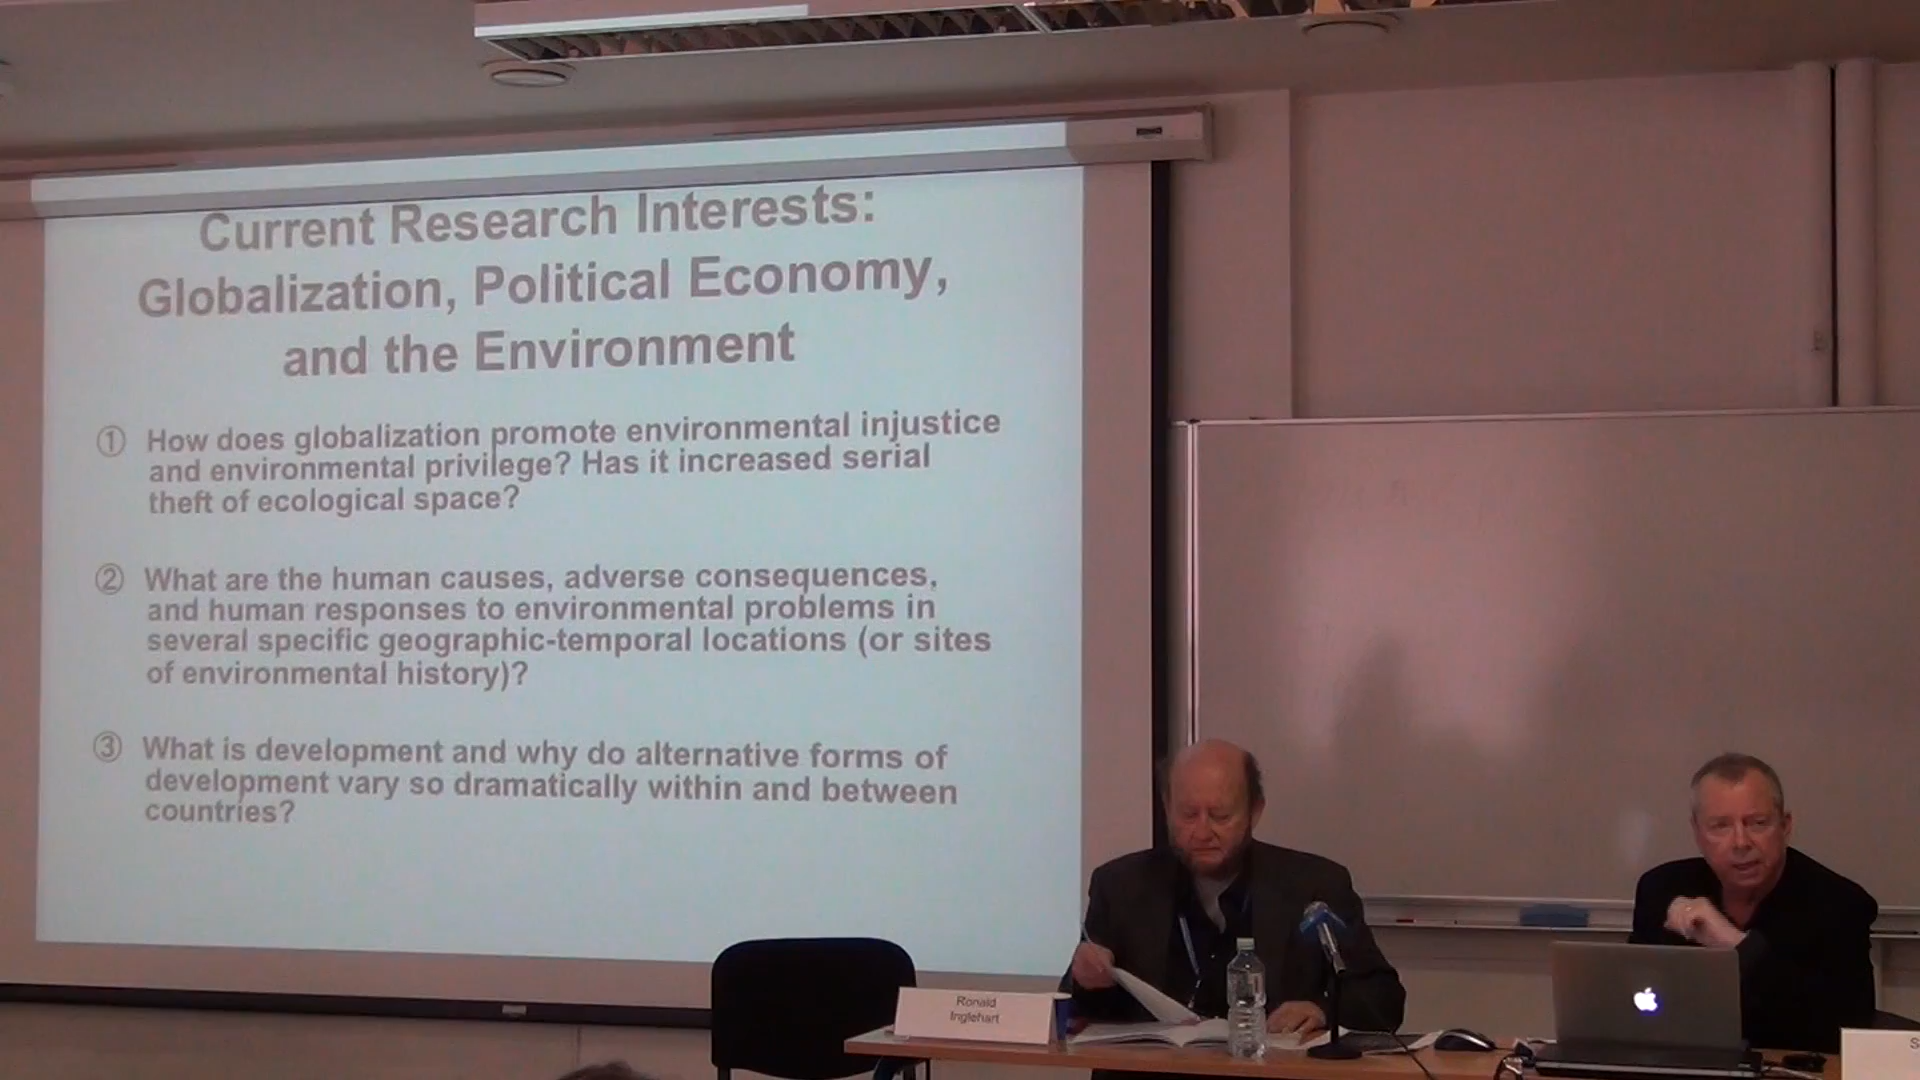 Current Research Interests:
Globalization, Political Economy,
and the Environment
① How does globalization promote environmental injustice
and environmental privilege? Has it increased serial
theft of ecological space?
② What are the human causes, adverse consequences,
and human responses to environmental problems in
several specific geographic-temporal locations (or sites
of environmental history)?
③ What is development and why do alternative forms of
development vary so dramatically within and between
countries?
Ronald
Inglehart
S